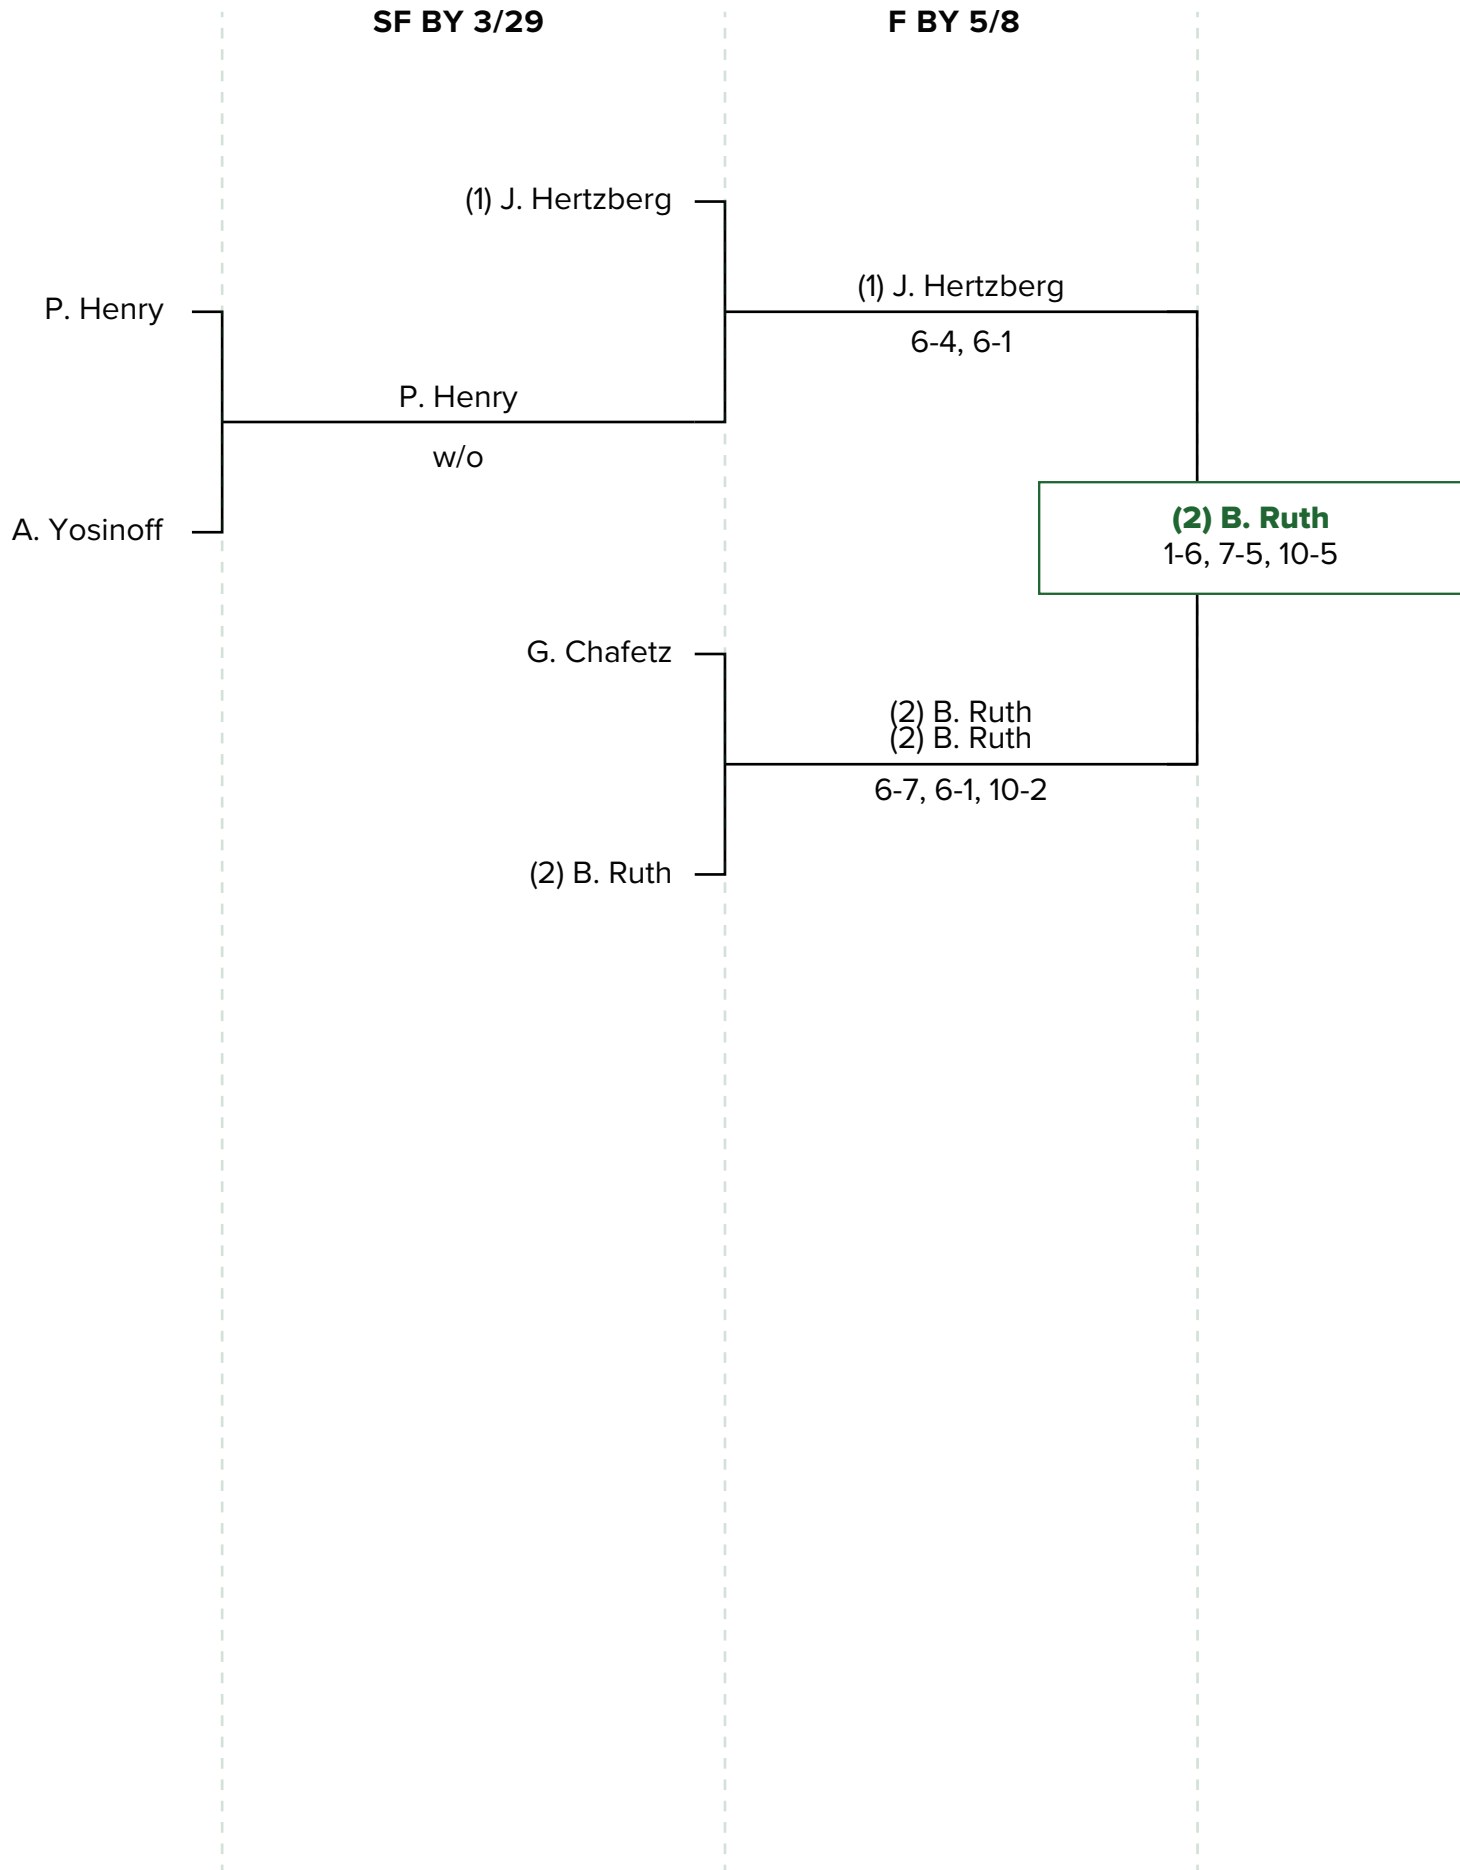 SF BY 3/29
F BY 5/8
(1) J. Hertzberg
(1) J. Hertzberg
6-4, 6-1
P. Henry
P. Henry
w/o
A. Yosinoff
(2) B. Ruth
1-6, 7-5, 10-5
G. Chafetz
(2) B. Ruth
(2) B. Ruth
6-7, 6-1, 10-2
(2) B. Ruth